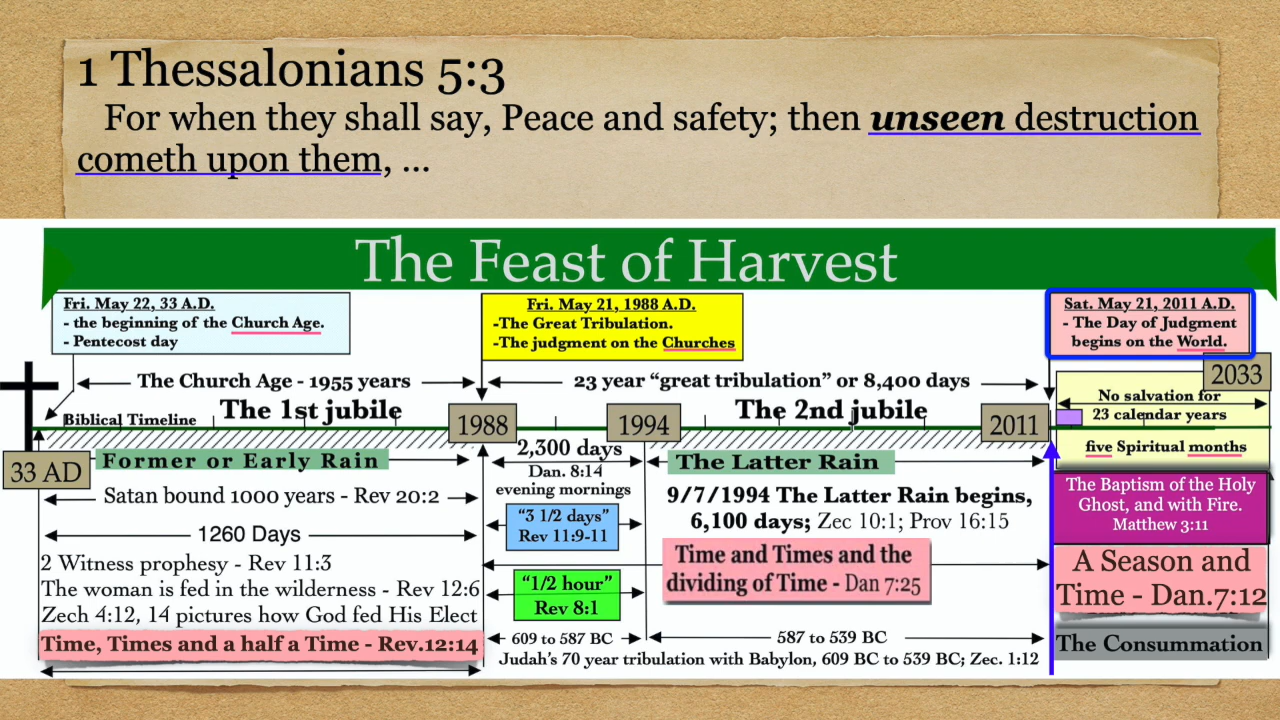 1 Thessalonians 5:3
For when they shall say, Peace and safety; then unseen destruction
cometh upon them, ...
The Feast of Harvest
Fri. May 22, 33 A.D.
- the beginning of the Church Age.
- Pentecost day
Fri. May 21, 1988 A.D.
-The Great Tribulation.
-The judgment on the Churches
Sat. May 21, 2011 A.D.
- The Day of Judgment
begins on the World.
2033
The Church Age - 1955 years
23 year “great tribulation” or 8,400 days
No salvation for
23 calendar years
Biblical Timeline
The 1st jubile
1988
1994
The 2nd jubile
2011
five Spiritual months
33 AD
Former or Early Rain
2,300 days
Dan. 8:14
evening mornings
The Latter Rain
Satan bound 1000 years - Rev 20:2
9/7/1994 The Latter Rain begins,
6,100 days; Zec 10:1; Prov 16:15
The Baptism of the Holy
Ghost, and with Fire.
Matthew 3:11
1260 Days
“3 1/2 days”
Rev 11:9-11
2 Witness prophesy - Rev 11:3
The woman is fed in the wilderness - Rev 12:6
Zech 4:12, 14 pictures how God fed His Elect
Time, Times and a half a Time - Rev.12:14
“1/2 hour”
Rev 8:1
Time and Times and the
dividing of Time - Dan 7:25
A Season and
Time - Dan.7:12
609 to 587 BC
587 to 539 BC
The Consummation
Judah's 70 year tribulation with Babylon, 609 BC to 539 BC; Zec. 1:12